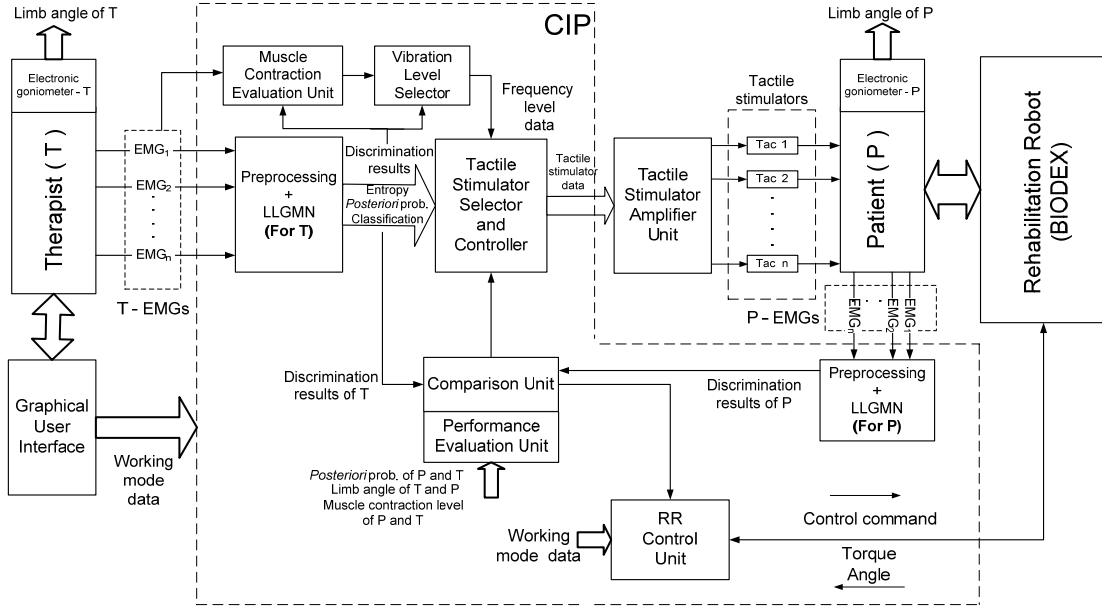 Limb angle of T
Limb angle of P
CIP
Electronic
goniometer - T
Therapist ( T )
EMG1
EMG2
EMGn
T - EMGs
Muscle
Contraction
Evaluation Unit
Vibration
Level
Selector
Frequency
level
data
Preprocessing
+
LLGMN
(For T)
Discrimination
results
Entropy
Posteriori prob.
Classification
Tactile
Stimulator
Selector
and
Controller
Tactile
stimulator
data
Tactile
Stimulator
Amplifier
Unit
Tactile
stimulators
Tac 1
Tac 2
Tac n
Electronic
goniometer - P
Patient ( P )
Rehabilitation Robot
(BIODEX)
P - EMGs
EMGn
EMG2
EMG1
Graphical
User
Interface
Working
mode data
Discrimination
results of T
Comparison Unit
Performance
Evaluation Unit
Discrimination
results of P
Preprocessing
+
LLGMN
(For P)
Posteriori prob. of P and T
Limb angle of T and P
Muscle contraction level
of P and T
Working
mode data
RR
Control
Unit
Control command
Torque
Angle